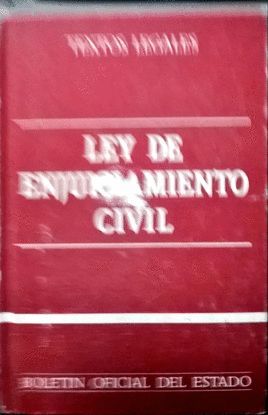 TEXTOS LEGALES
LEY DE
ENJUICIAMIENTO
CIVIL
BOLETIN OFICIAL DEL ESTADO